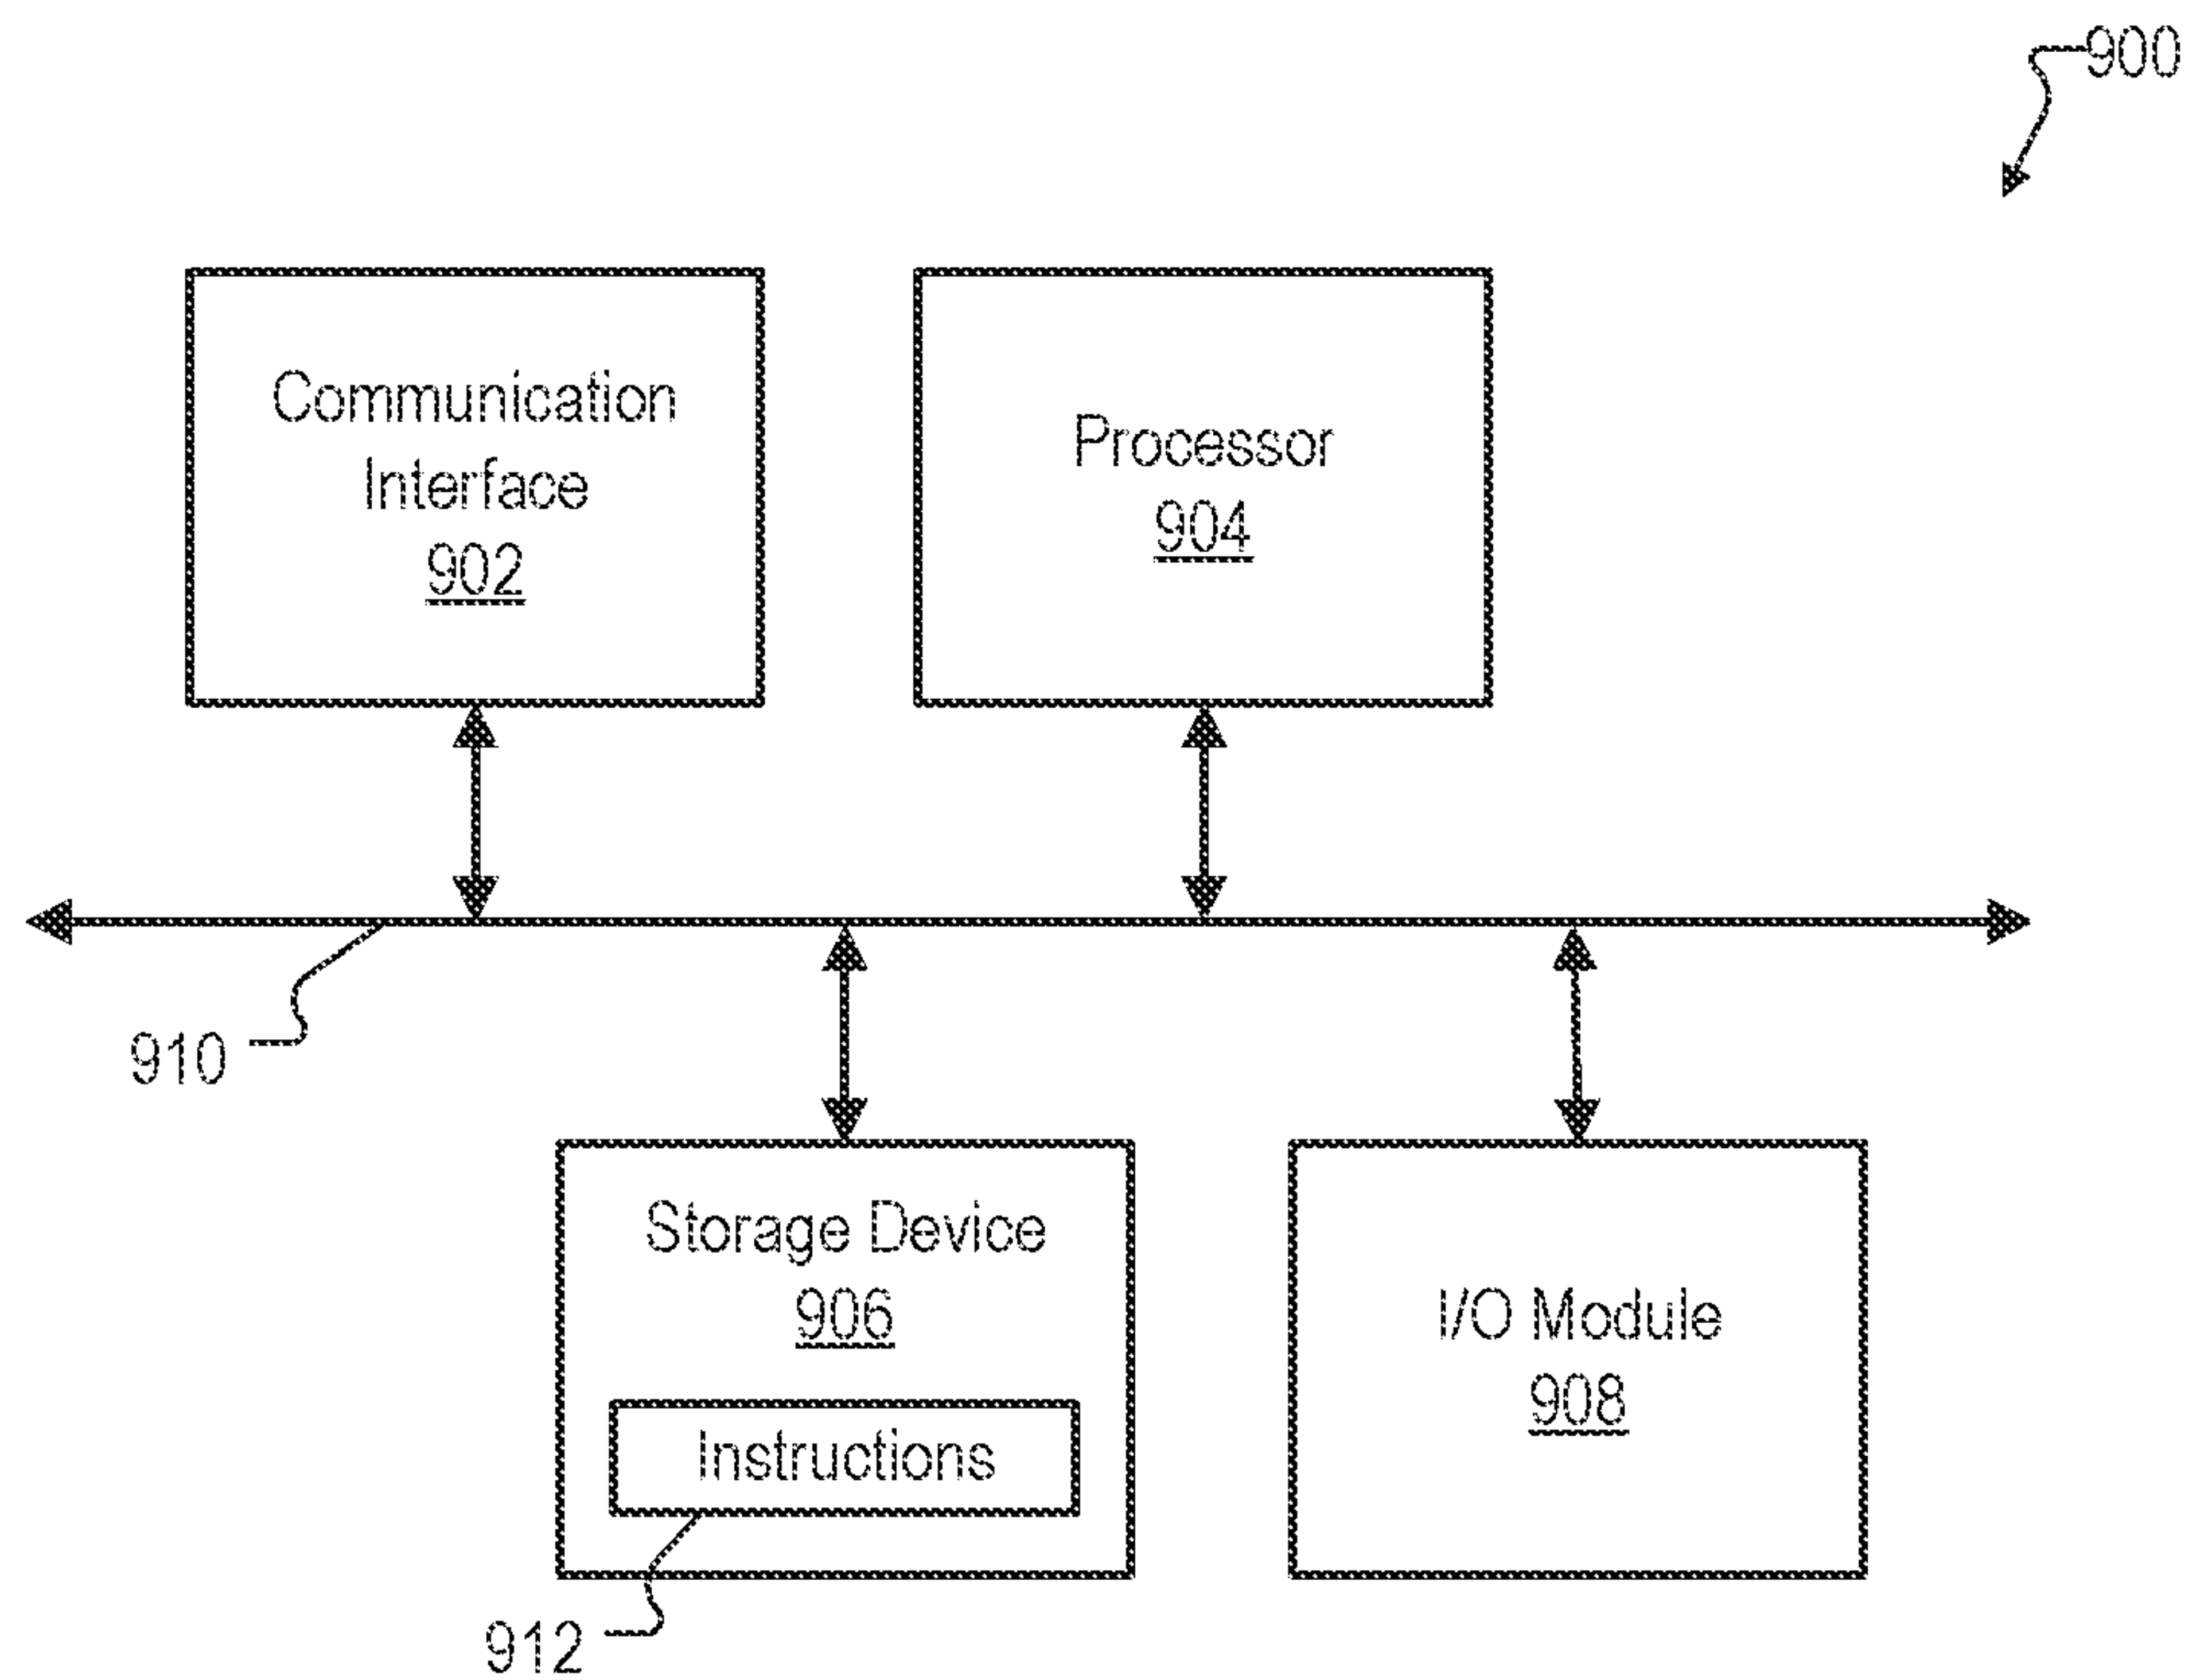 900
Communication
Interface
902
Processor
904
910
Storage Device
906
Instructions
912
I/O Module
908